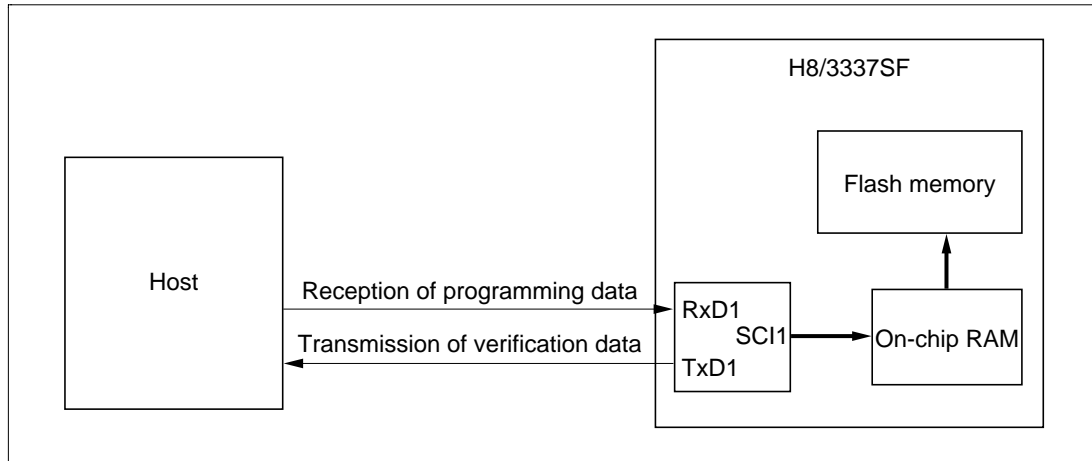 H8/3337SF
Flash memory
Host
Reception of programming data
RxD1
SCI1
On-chip RAM
Transmission of verification data
TxD1